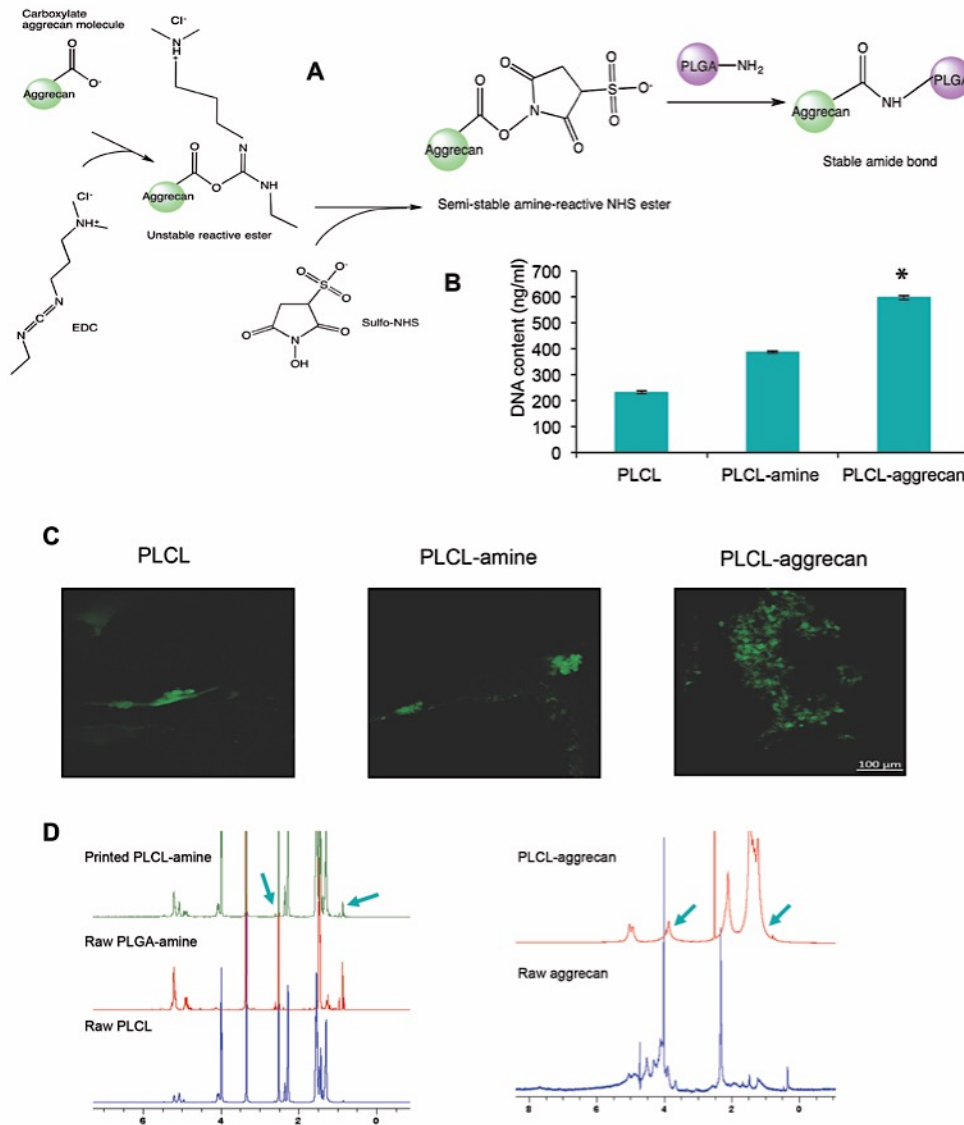 Carboxylate
aggrecan molecule
O
O-
Aggrecan
Cl-
NH+
N
C
N
EDC
Cl-
N
H
O
Aggrecan
O
N
NH
Unstable reactive ester
A
O
O
N
O
O
S
O
O
O-
Aggrecan
Semi-stable amine-reactive NHS ester
O
O-
S
O
O
N
O
OH
Sulfo-NHS
PLGA
NH2
O
NH
Aggrecan
PLGA
Stable amide bond
B
DNA content (ng/ml)
700
600
500
400
300
200
100
0
*
PLCL
PLCL-amine
PLCL-aggrecan
C
PLCL
PLCL-amine
PLCL-aggrecan
100 µm
D
Printed PLCL-amine
Raw PLGA-amine
Raw PLCL
6
4
2
0
PLCL-aggrecan
Raw aggrecan
8
6
4
2
0